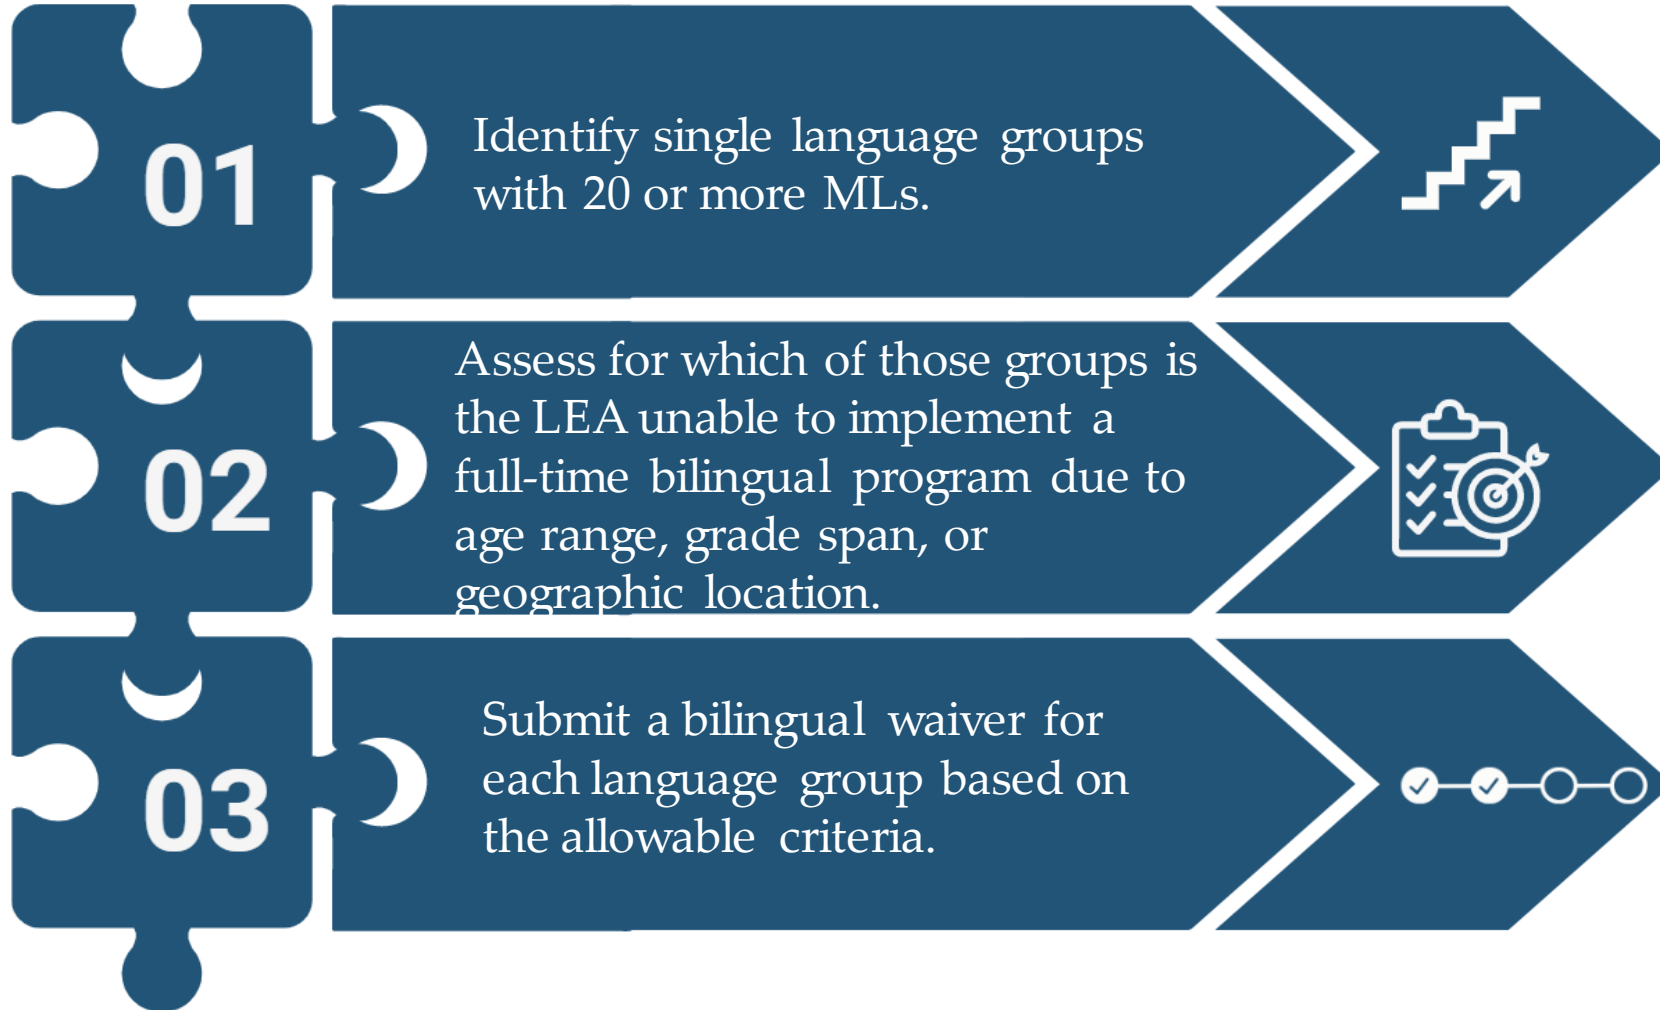 01
Identify single language groups
with 20 or more MLs.
02
Assess for which of those groups is
the LEA unable to implement a
full-time bilingual program due to
age range, grade span, or
geographic location.
03
Submit a bilingual waiver for
each language group based on
the allowable criteria.